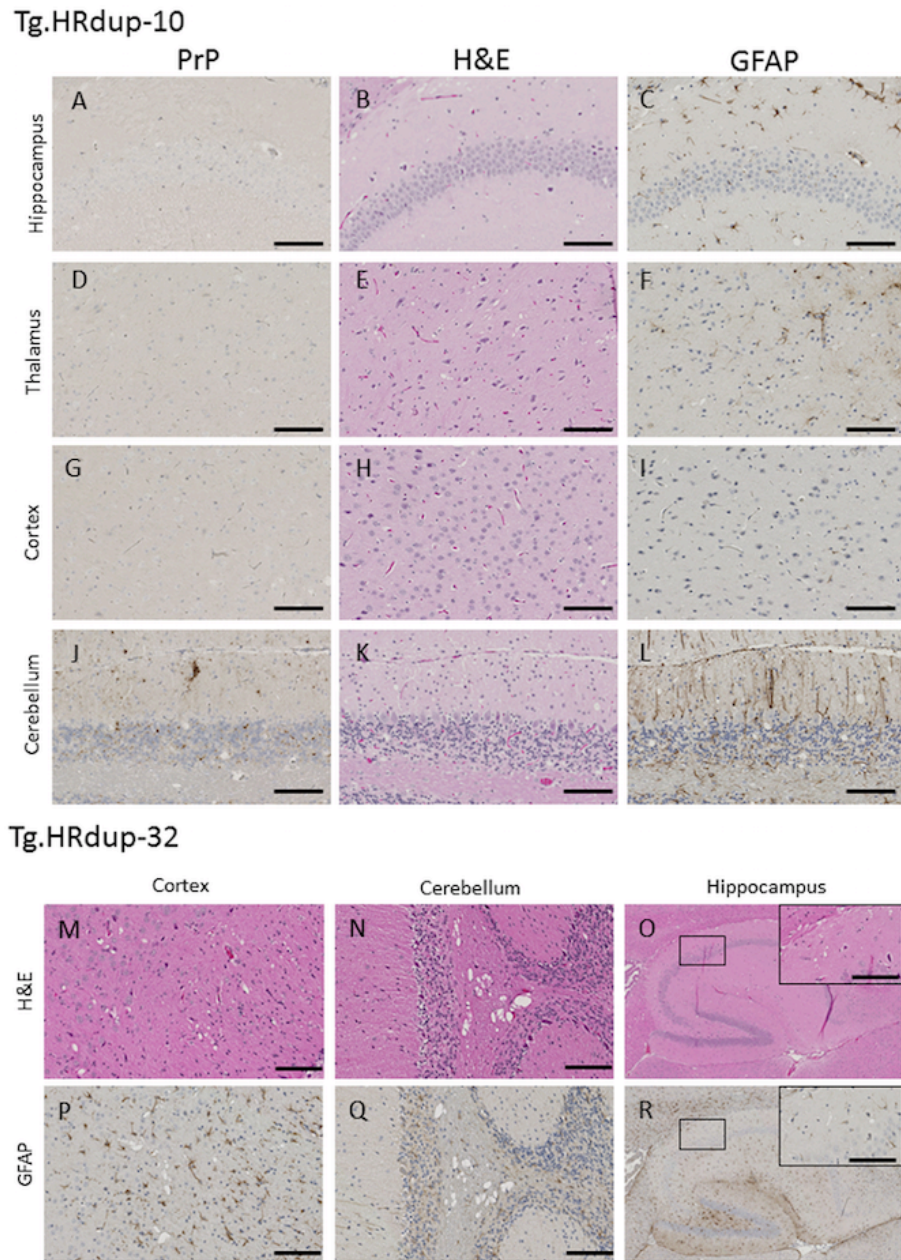 Tg.HRdup-10
PrP H&E GFAP
Hippocampus
A B C
Thalamus
D E F
Cortex
G H I
Cerebellum
J K L
Tg.HRdup-32
Cortex Cerebellum Hippocampus
H&E
M N O
GFAP
P Q R